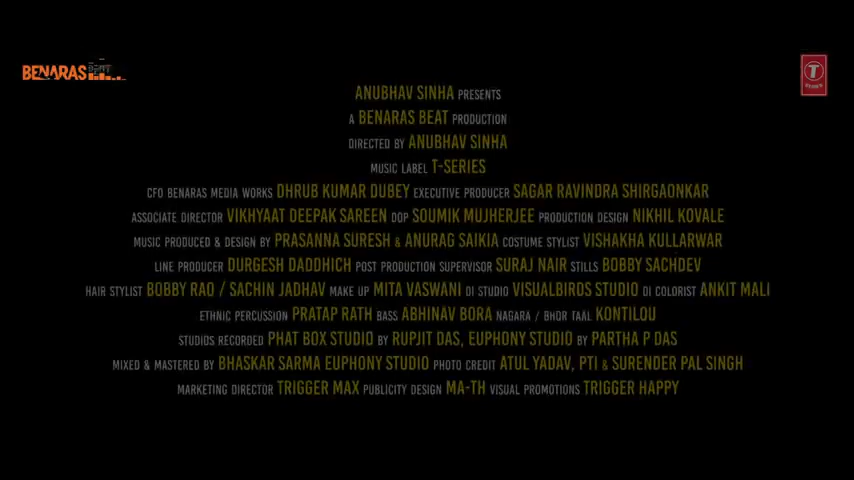 BENARAS BEAT
T
T-SERIES
ANUBHAV SINHA PRESENTS
A BENARAS BEAT PRODUCTION
DIRECTED BY ANUBHAV SINHA
MUSIC LABEL T-SERIES
CFO BENARAS MEDIA WORKS DHRUB KUMAR DUBEY EXECUTIVE PRODUCER SAGAR RAVINDRA SHIRGAONKAR
ASSOCIATE DIRECTOR VIKHYAAT DEEPAK SAREEN DOP SOUMIK MUJHERJEE PRODUCTION DESIGN NIKHIL KOVALE
MUSIC PRODUCED & DESIGN BY PRASANNA SURESH & ANURAG SAIKIA COSTUME STYLIST VISHAKHA KULLARWAR
LINE PRODUCER DURGESH DADDHICH POST PRODUCTION SUPERVISOR SURAJ NAIR STILLS BOBBY SACHDEV
HAIR STYLIST BOBBY RAO / SACHIN JADHAV MAKE UP MITA VASWANI DI STUDIO VISUALBIROS STUDIO DI COLORIST ANKIT MALI
ETHNIC PERCUSSION PRATAP RATH BASS ABHINAV BORA NAGARA / BHOR TAÄL KONTILOU
STUDIOS RECORDED PHAT BOX STUDIO BY RUPJIT DAS, EUPHONY STUDIO BY PARTHA P DAS
MIXED & MASTERED BY BHASKAR SARMA EUPHONY STUDIO PHOTO CREDIT ATUL YADAV, PTI & SURENDER PAL SINGH
MARKETING DIRECTOR TRIGGER MAX PUBLICITY DESIGN MA-TH VISUAL PROMOTIONS TRIGGER HAPPY